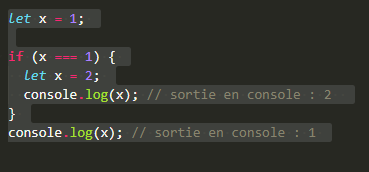 let x = 1;
if (x === 1) {
let x = 2;
console.log(x); // sortie en console : 2
}
console.log(x); // sortie en console : 1